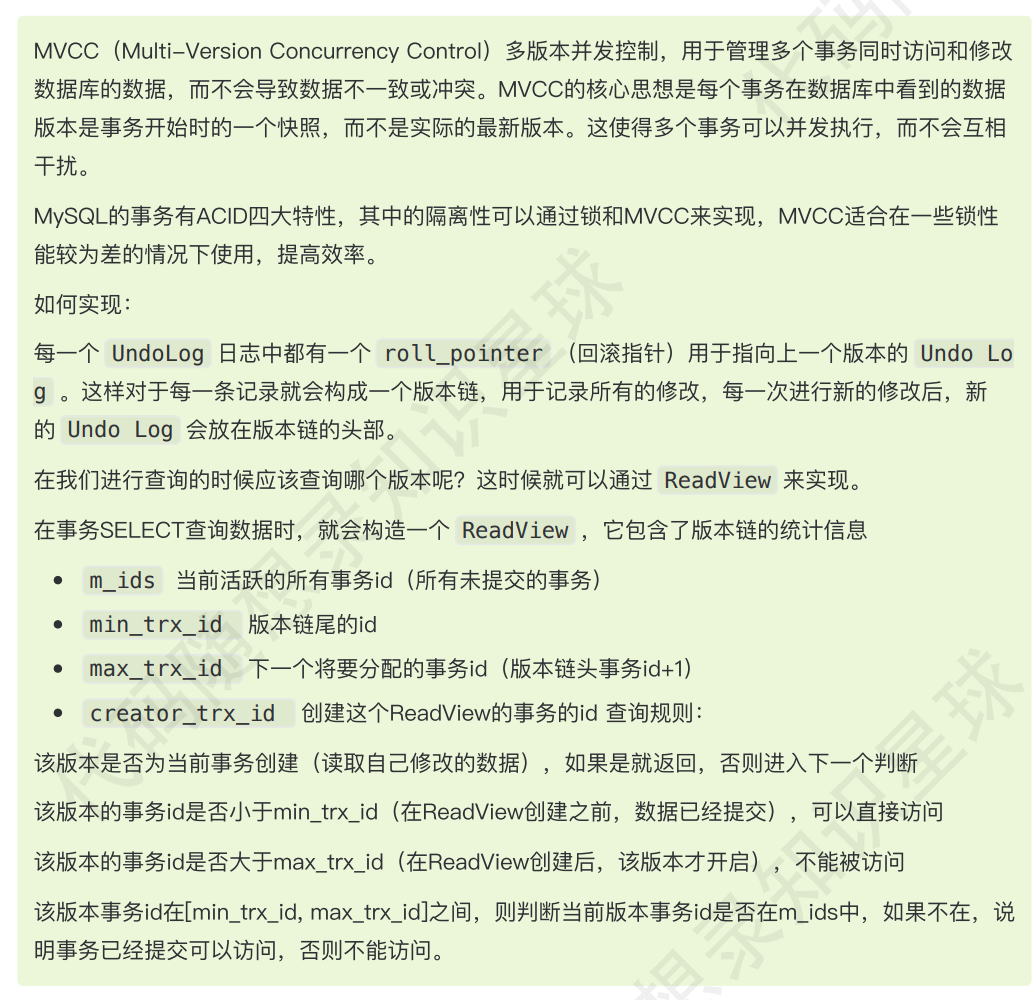 MVCC（Multi-Version Concurrency Control）多版本并发控制，用于管理多个事务同时访问和修改
数据库的数据，而不会导致数据不一致或冲突。MVCC的核心思想是每个事务在数据库中看到的数据
版本是事务开始时的一个快照，而不是实际的最新版本。这使得多个事务可以并发执行，而不会互相
干扰。
MySQL的事务有ACID四大特性，其中的隔离性可以通过锁和MVCC来实现，MVCC适合在一些锁性
能较为差的情况下使用，提高效率。
如何实现：
每一个 UndoLog 日志中都有一个 roll_pointer （回滚指针）用于指向上一个版本的 Undo Lo
g 。这样对于每一条记录就会构成一个版本链，用于记录所有的修改，每一次进行新的修改后，新
的 Undo Log 会放在版本链的头部。
在我们进行查询的时候应该查询哪个版本呢？这时候就可以通过 ReadView 来实现。
在事务SELECT查询数据时，就会构造一个 ReadView ，它包含了版本链的统计信息
• m_ids 当前活跃的所有事务id（所有未提交的事务）
• min_trx_id 版本链尾的id
• max_trx_id 下一个将要分配的事务id（版本链头事务id+1）
• creator_trx_id 创建这个ReadView的事务的id 查询规则：
该版本是否为当前事务创建（读取自己修改的数据），如果是就返回，否则进入下一个判断
该版本的事务id是否小于min_trx_id（在ReadView创建之前，数据已经提交），可以直接访问
该版本的事务id是否大于max_trx_id（在ReadView创建后，该版本才开启），不能被访问
该版本事务id在[min_trx_id, max_trx_id]之间，则判断当前版本事务id是否在m_ids中，如果不在，说
明事务已经提交可以访问，否则不能访问。
代码随想录知识星球
想录知识星球
代码